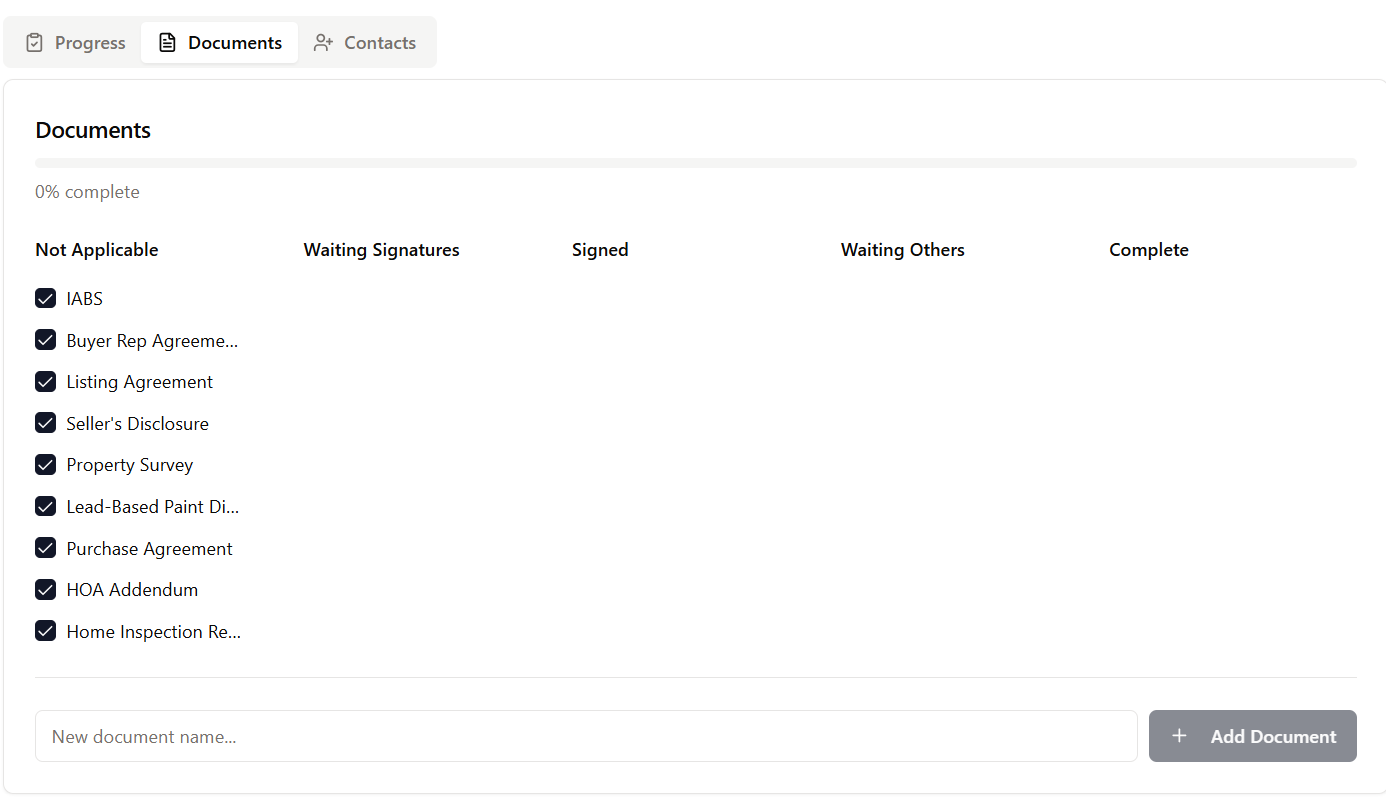 Progress Documents Contacts
Documents
0% complete
Not Applicable Waiting Signatures Signed Waiting Others Complete
IABS
Buyer Rep Agreeme...
Listing Agreement
Seller's Disclosure
Property Survey
Lead-Based Paint Di...
Purchase Agreement
HOA Addendum
Home Inspection Re...
New document name...
+ Add Document